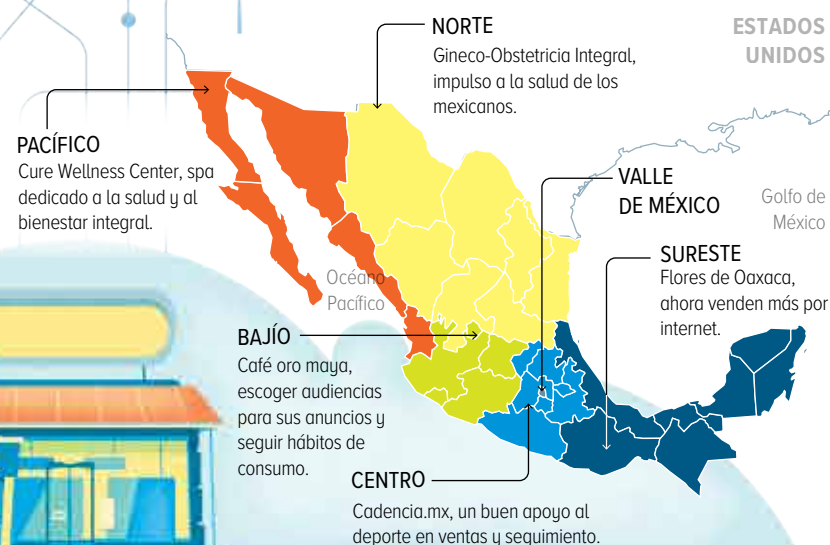 NORTE
Gineco-Obstetricia Integral,
impulso a la salud de los
mexicanos.
ESTADOS
UNIDOS
PACÍFICO
Cure Wellness Center, spa
dedicado a la salud y al
bienestar integral.
VALLE
DE MÉXICO
Golfo de
México
SURESTE
Flores de Oaxaca,
ahora venden más por
internet.
Océano
Pacífico
BAJÍO
Café oro maya,
escoger audiencias
para sus anuncios y
seguir hábitos de
consumo.
CENTRO
Cadencia.mx, un buen apoyo al
deporte en ventas y seguimiento.